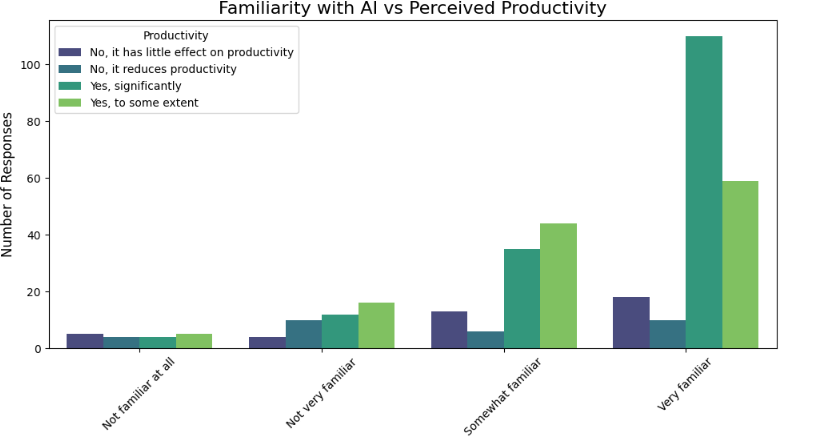 Familiarity with AI vs Perceived Productivity
Productivity
No, it has little effect on productivity
No, it reduces productivity
Yes, significantly
Yes, to some extent
Number of Responses
100
80
60
40
20
0
Not familiar at all
Not very familiar
Somewhat familiar
Very familiar